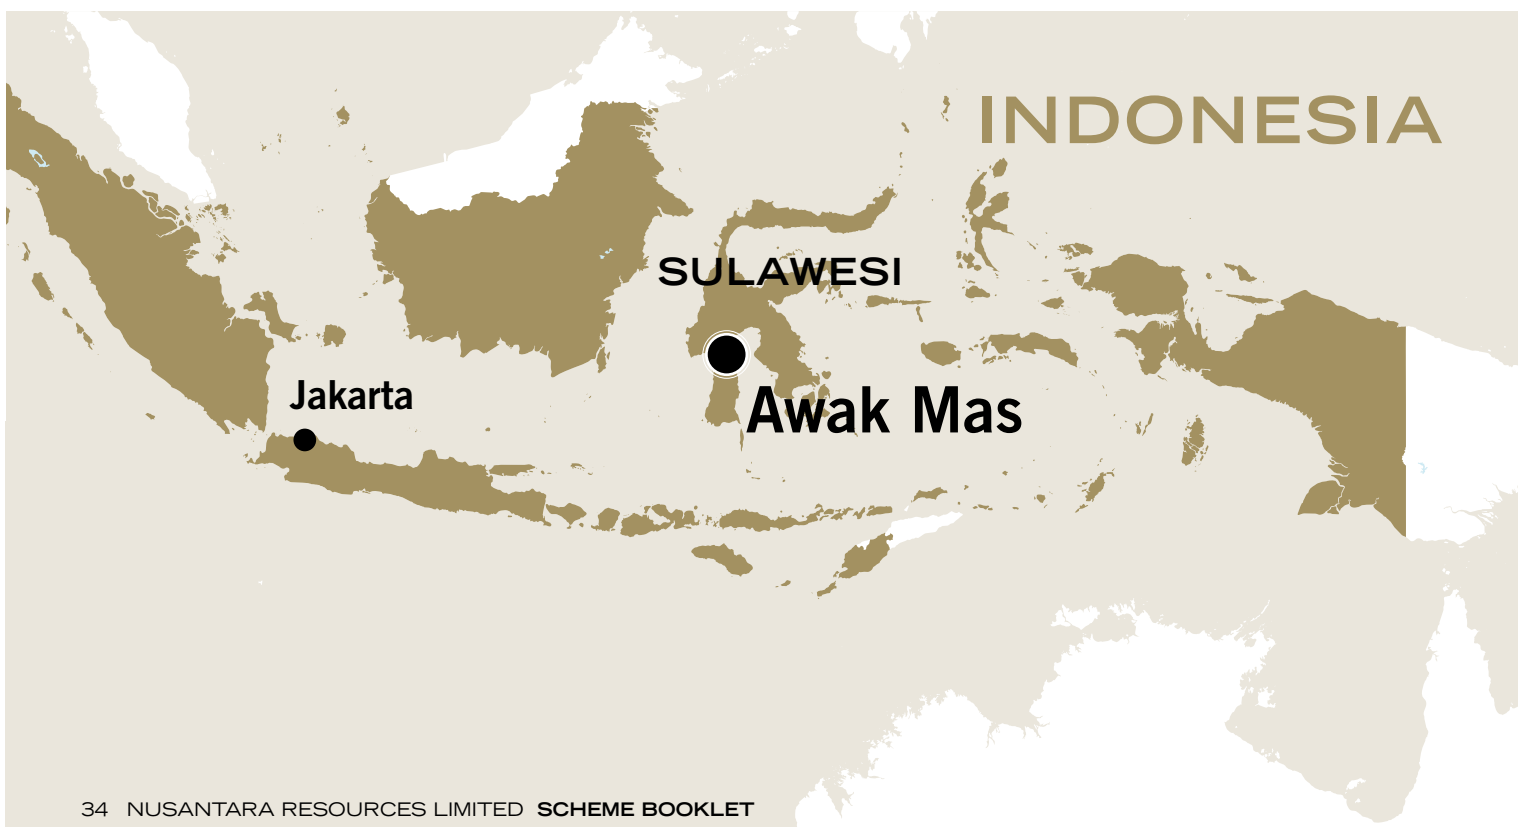 INDONESIA
SULAWESI
Jakarta
Awak Mas
34 NUSANTARA RESOURCES LIMITED SCHEME BOOKLET